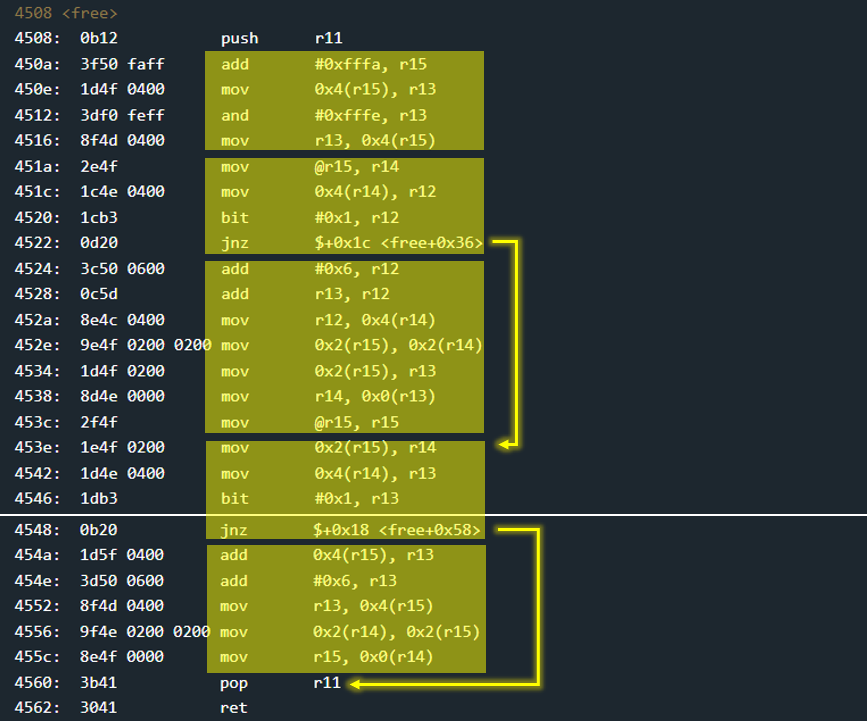 4508 <free>
4508: 0b12 push r11
450a: 3f50 faff add #0xfffa, r15
450e: 1d4f 0400 mov 0x4(r15), r13
4512: 3df0 feff and #0xfffe, r13
4516: 8f4d 0400 mov r13, 0x4(r15)
451a: 2e4f mov @r15, r14
451c: 1c4e 0400 mov 0x4(r14), r12
4520: 1cb3 bit #0x1, r12
4522: 0d20 jnz $+0x1c <free+0x36>
4524: 3c50 0600 add #0x6, r12
4528: 0c5d add r13, r12
452a: 8e4c 0400 mov r12, 0x4(r14)
452e: 9e4f 0200 0200 mov 0x2(r15), 0x2(r14)
4534: 1d4f 0200 mov 0x2(r15), r13
4538: 8d4e 0000 mov r14, 0x0(r13)
453c: 2f4f mov @r15, r15
453e: 1e4f 0200 mov 0x2(r15), r14
4542: 1d4e 0400 mov 0x4(r14), r13
4546: 1db3 bit #0x1, r13
4548: 0b20 jnz $+0x18 <free+0x58>
454a: 1d5f 0400 add 0x4(r15), r13
454e: 3d50 0600 add #0x6, r13
4552: 8f4d 0400 mov r13, 0x4(r15)
4556: 9f4e 0200 0200 mov 0x2(r14), 0x2(r15)
455c: 8e4f 0000 mov r15, 0x0(r14)
4560: 3b41 pop r11
4562: 3041 ret